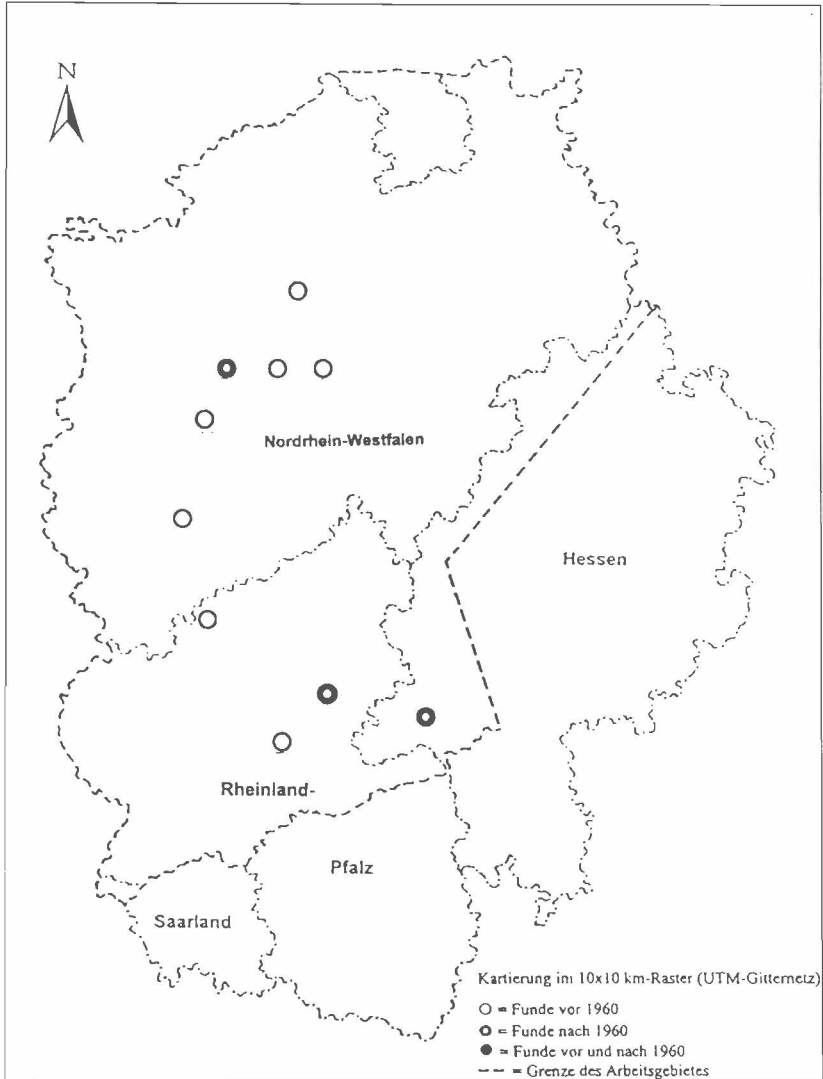 N
Nordrhein-Westfalen
Hessen
Rheinland-
Pfalz
Saarland
Kartierung im 10x10 km-Raster (UTM-Gitternetz)
○ = Funde vor 1960
= Funde nach 1960
● = Funde vor und nach 1960
--- = Grenze des Arbeitsgebietes